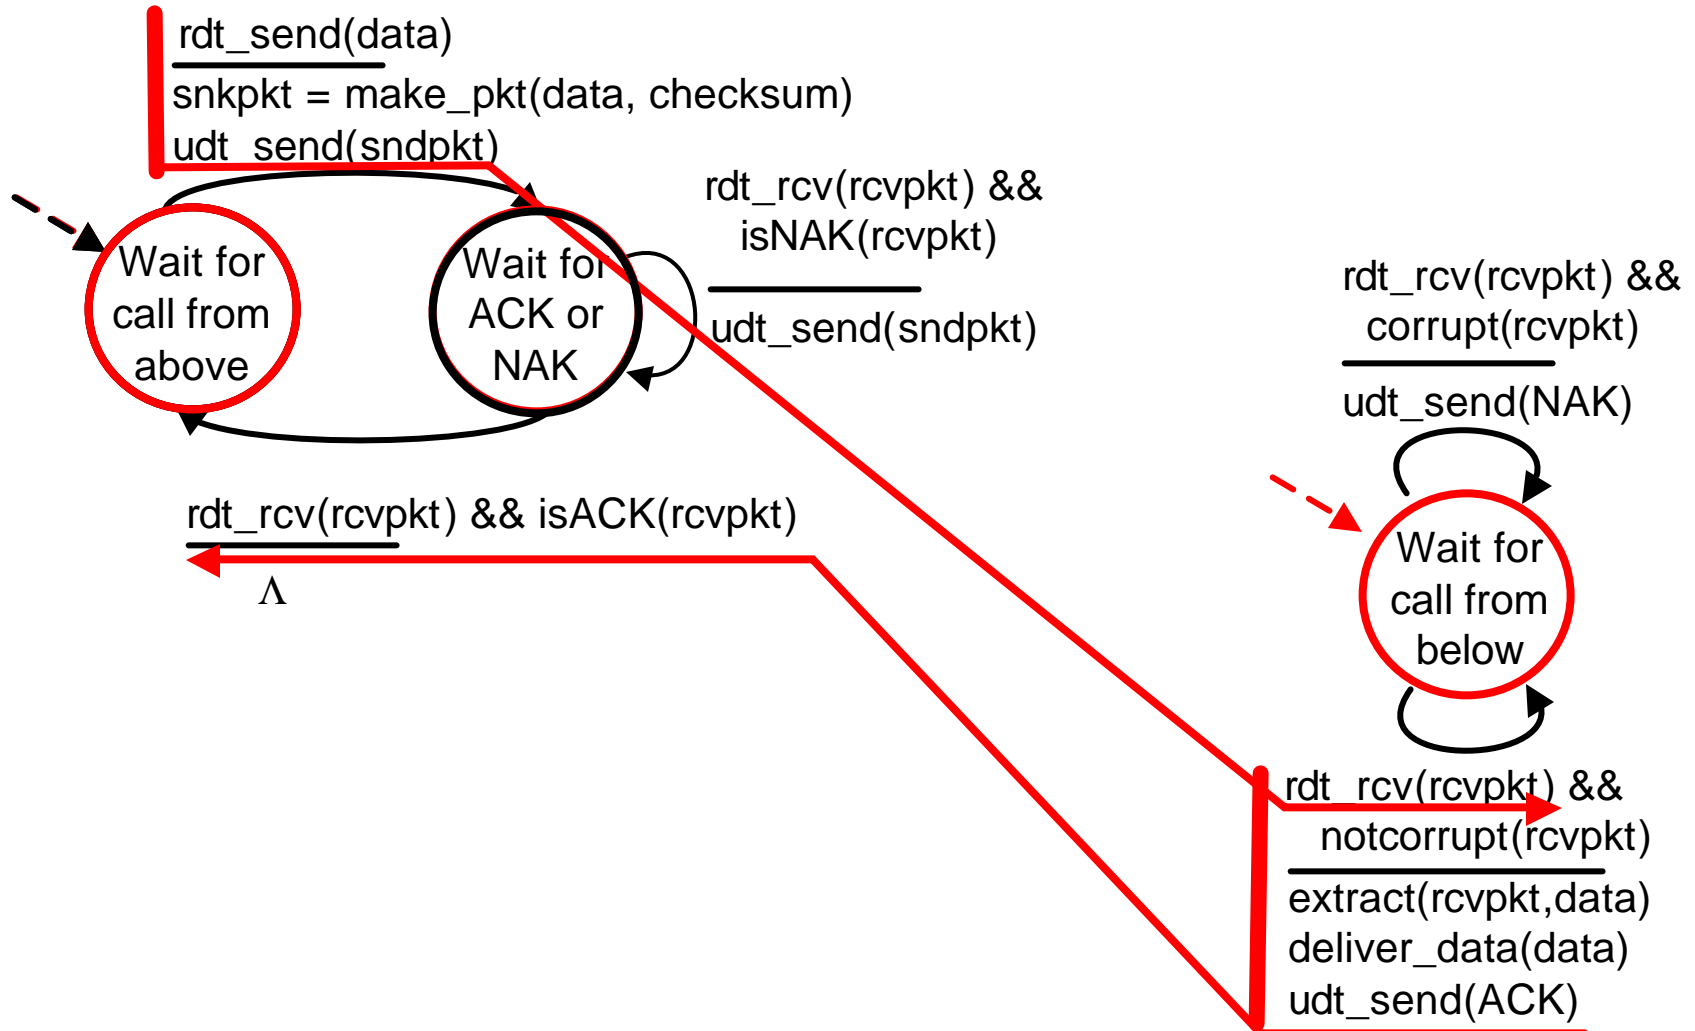 rdt_send(data)
snkpkt = make_pkt(data, checksum)
udt_send(sndpkt)
rdt_rcv(rcvpkt) &&
isNAK(rcvpkt)
udt_send(sndpkt)
Wait for
call from
above
Wait for
ACK or
NAK
rdt_rcv(rcvpkt) && isACK(rcvpkt)
Λ
rdt_rcv(rcvpkt) &&
corrupt(rcvpkt)
udt_send(NAK)
Wait for
call from
below
rdt_rcv(rcvpkt) &&
notcorrupt(rcvpkt)
extract(rcvpkt,data)
deliver_data(data)
udt_send(ACK)